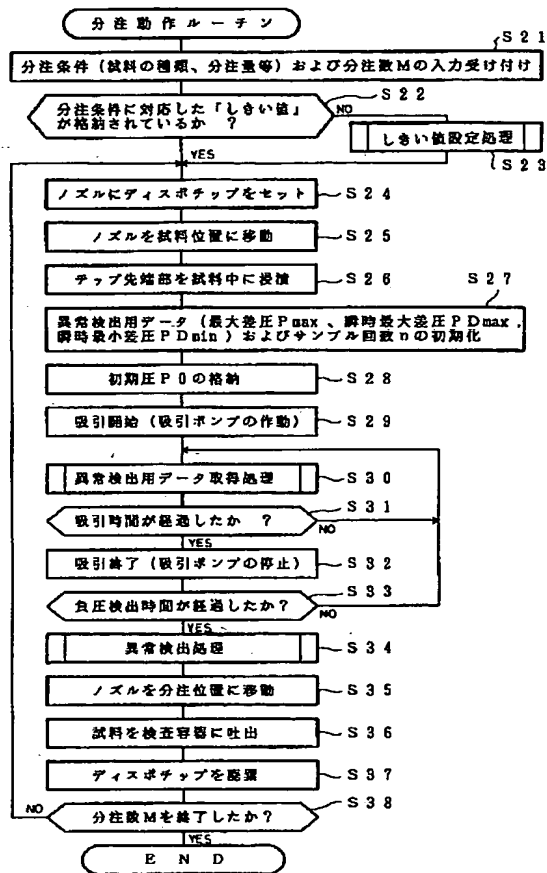 分注動作ルーチン
S21
分注条件（試料の種類、分注量等）および分注数Mの入力受け付け
S22
分注条件に対応した「しきい値」
が格納されているか ？
NO
YES
しきい値設定処理
S23
ノズルにディスポチップをセット
S24
ノズルを試料位置に移動
S25
チップ先端部を試料中に浸漬
S26
S27
異常検出用データ（最大差圧Pmax、瞬時最大差圧PDmax，
瞬時最小差圧PDmin）およびサンプル回数nの初期化
初期圧P0の格納
S28
吸引開始（吸引ポンプの作動）
S29
異常検出用データ取得処理
S30
S31
吸引時間が経過したか ？
NO
YES
吸引終了（吸引ポンプの停止）
S32
S33
負圧検出時間が経過したか？
NO
YES
異常検出処理
S34
ノズルを分注位置に移動
S35
試料を検査容器に吐出
S36
ディスポチップを廃棄
S37
S38
NO
分注数Mを終了したか？
YES
END